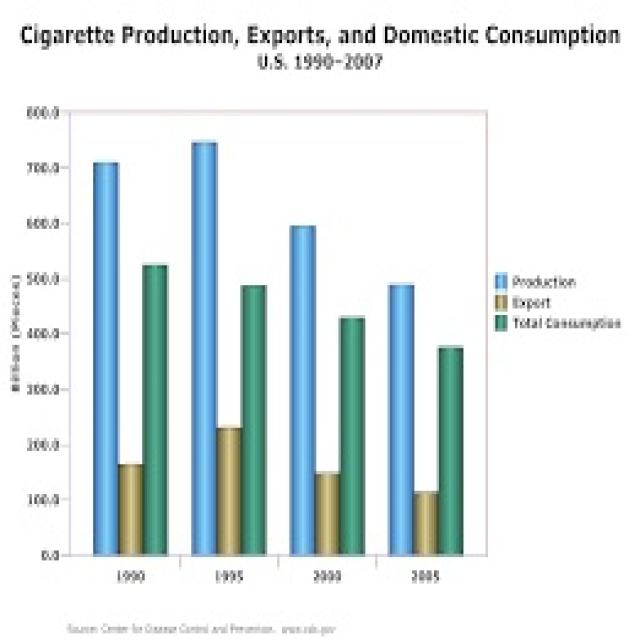 Cigarette Production, Exports, and Domestic Consumption
U.S. 1990-2007
800.0
700.0
600.0
500.0
400.0
300.0
200.0
100.0
0.0
Billion (Pieces)
1990
1995
2000
2005
Production
Export
Total Consumption
Source: Center for Disease Control and Prevention. www.cdc.gov